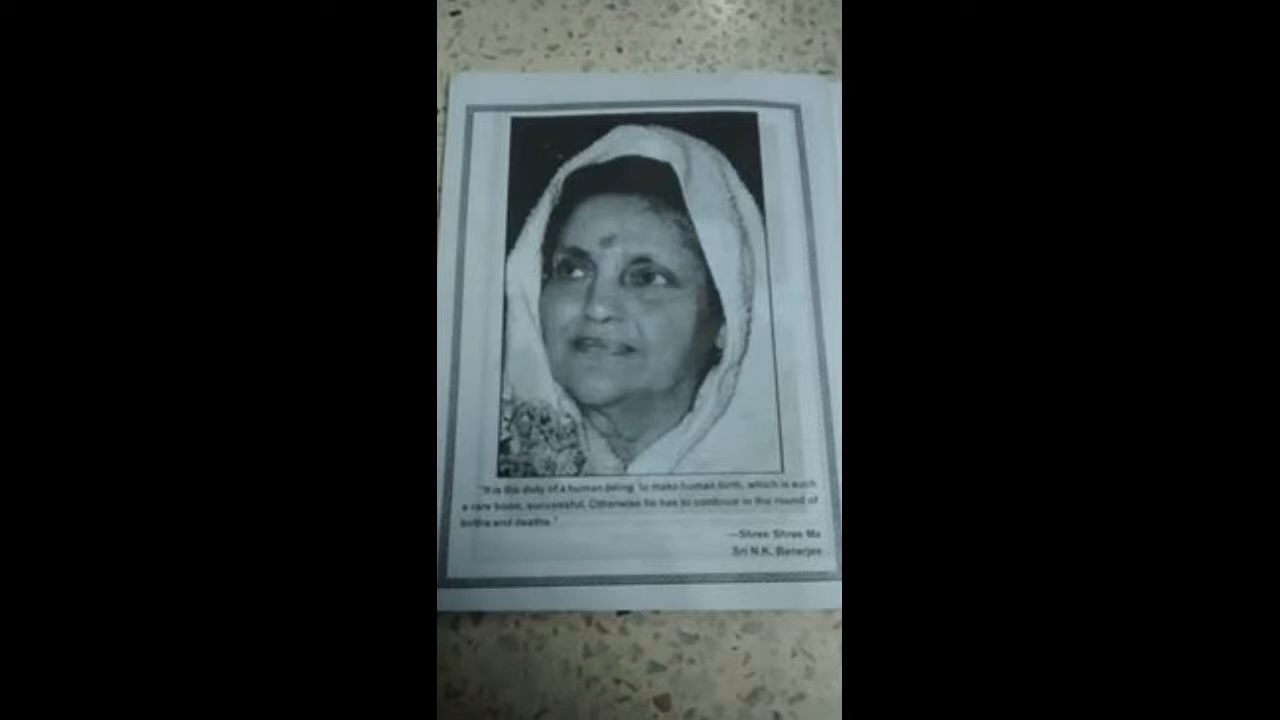 "It is the duty of a human being to make human birth, which is such
a rare boon, successful. Otherwise he has to continue in the round of
births and deaths."
—Shree Shree Ma
Sri N.K. Banerjee